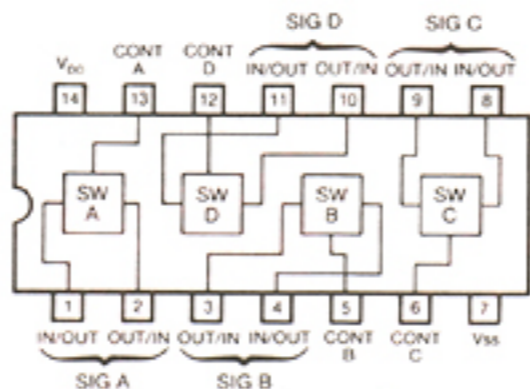 SIG D SIG C
VDC CONT A CONT D IN/OUT OUT/IN OUT/IN IN/OUT
14 13 12 11 10 9 8
SW A SW D SW B SW C
1 2 3 4 5 6 7
IN/OUT OUT/IN OUT/IN IN/OUT CONT B CONT C VSS
SIG A SIG B